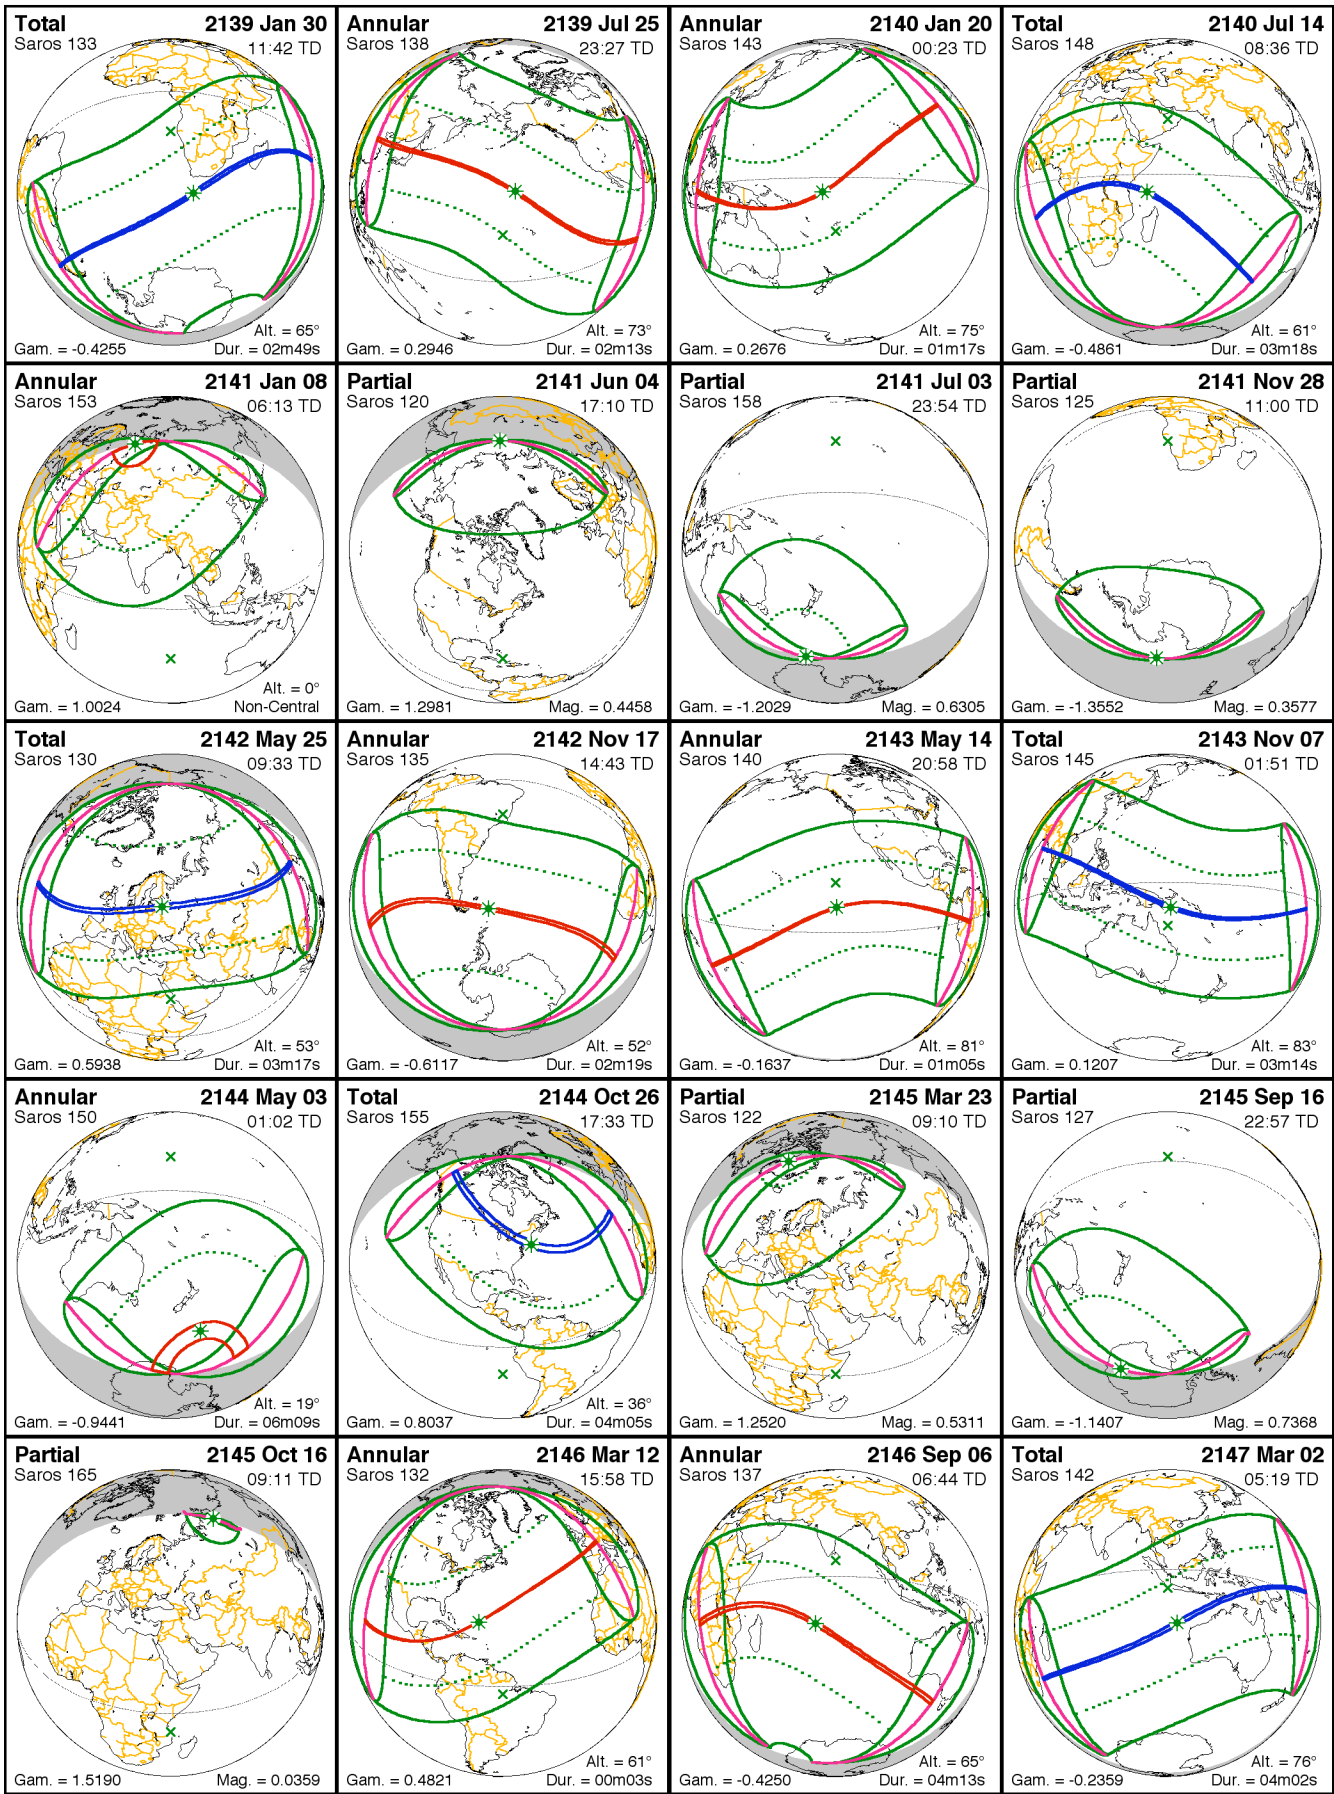 Total 2139 Jan 30
Saros 133 11:42 TD
Alt. = 65°
Gam. = -0.4255 Dur. = 02m49s
Annular 2139 Jul 25
Saros 138 23:27 TD
Alt. = 73°
Gam. = 0.2946 Dur. = 02m13s
Annular 2140 Jan 20
Saros 143 00:23 TD
Alt. = 75°
Gam. = 0.2676 Dur. = 01m17s
Total 2140 Jul 14
Saros 148 08:36 TD
Alt. = 61°
Gam. = -0.4861 Dur. = 03m18s
Annular 2141 Jan 08
Saros 153 06:13 TD
Alt. = 0°
Gam. = 1.0024 Non-Central
Partial 2141 Jun 04
Saros 120 17:10 TD
Gam. = 1.2981 Mag. = 0.4458
Partial 2141 Jul 03
Saros 158 23:54 TD
Gam. = -1.2029 Mag. = 0.6305
Partial 2141 Nov 28
Saros 125 11:00 TD
Gam. = -1.3552 Mag. = 0.3577
Total 2142 May 25
Saros 130 09:33 TD
Alt. = 53°
Gam. = 0.5938 Dur. = 03m17s
Annular 2142 Nov 17
Saros 135 14:43 TD
Alt. = 52°
Gam. = -0.6117 Dur. = 02m19s
Annular 2143 May 14
Saros 140 20:58 TD
Alt. = 81°
Gam. = -0.1637 Dur. = 01m05s
Total 2143 Nov 07
Saros 145 01:51 TD
Alt. = 83°
Gam. = 0.1207 Dur. = 03m14s
Annular 2144 May 03
Saros 150 01:02 TD
Alt. = 19°
Gam. = -0.9441 Dur. = 06m09s
Total 2144 Oct 26
Saros 155 17:33 TD
Alt. = 36°
Gam. = 0.8037 Dur. = 04m05s
Partial 2145 Mar 23
Saros 122 09:10 TD
Gam. = 1.2520 Mag. = 0.5311
Partial 2145 Sep 16
Saros 127 22:57 TD
Gam. = -1.1407 Mag. = 0.7368
Partial 2145 Oct 16
Saros 165 09:11 TD
Gam. = 1.5190 Mag. = 0.0359
Annular 2146 Mar 12
Saros 132 15:58 TD
Alt. = 61°
Gam. = 0.4821 Dur. = 00m03s
Annular 2146 Sep 06
Saros 137 06:44 TD
Alt. = 65°
Gam. = -0.4250 Dur. = 04m13s
Total 2147 Mar 02
Saros 142 05:19 TD
Alt. = 76°
Gam. = -0.2359 Dur. = 04m02s